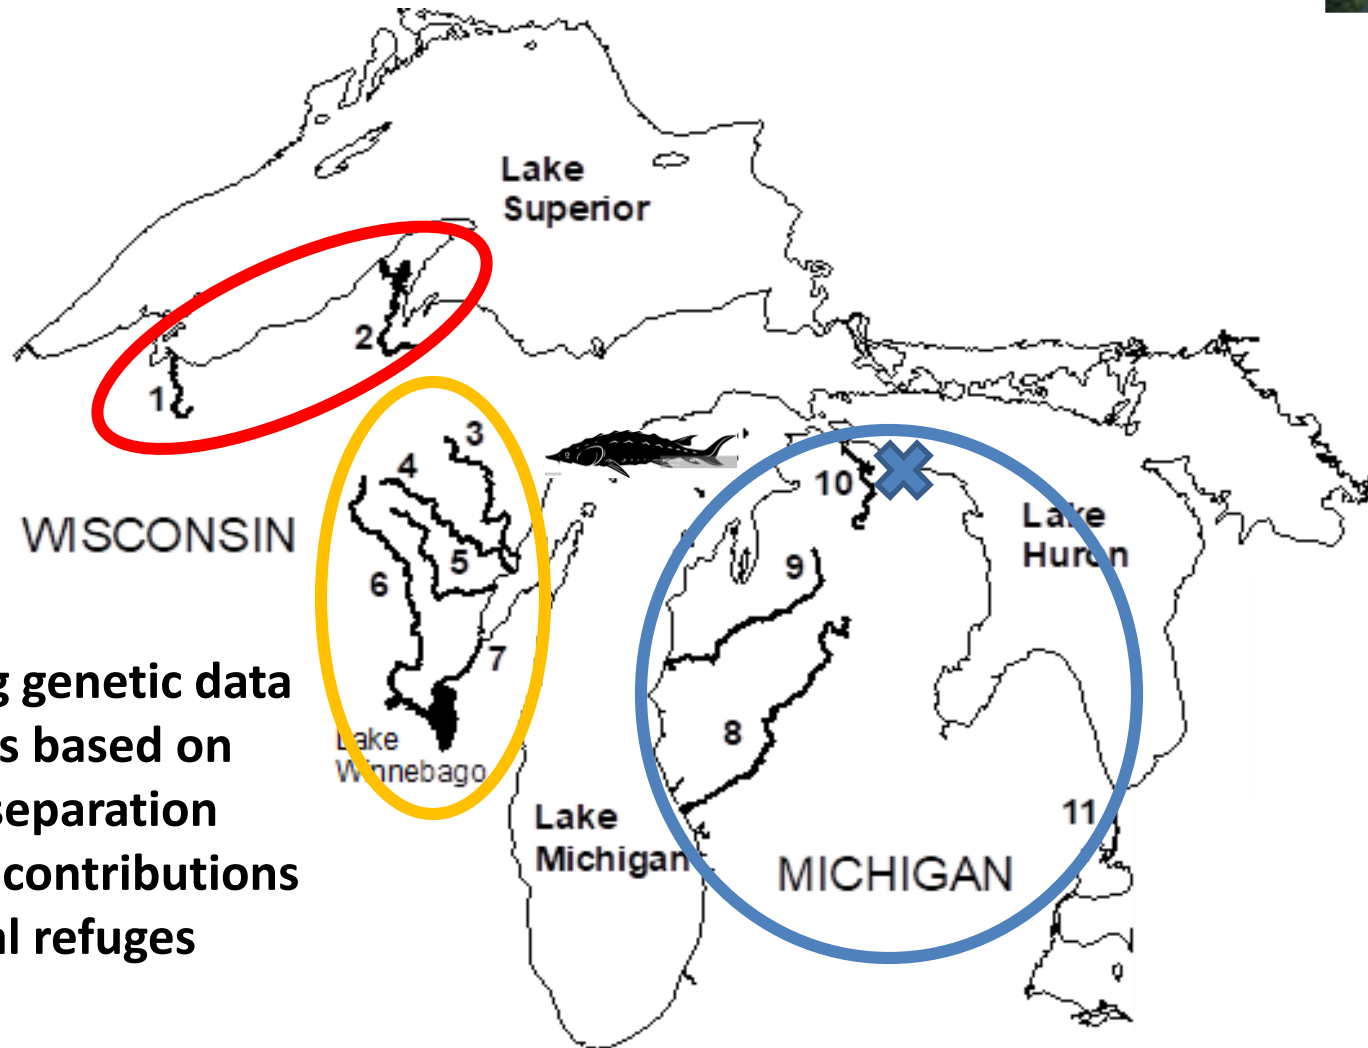 Lake
Superior
2
1
3
4
10
WISCONSIN
Lake
Huron
5
9
6
7
genetic data
s based on
8
Lake
Winnebago
separation
Lake
Michigan
11
contributions
MICHIGAN
al refuges